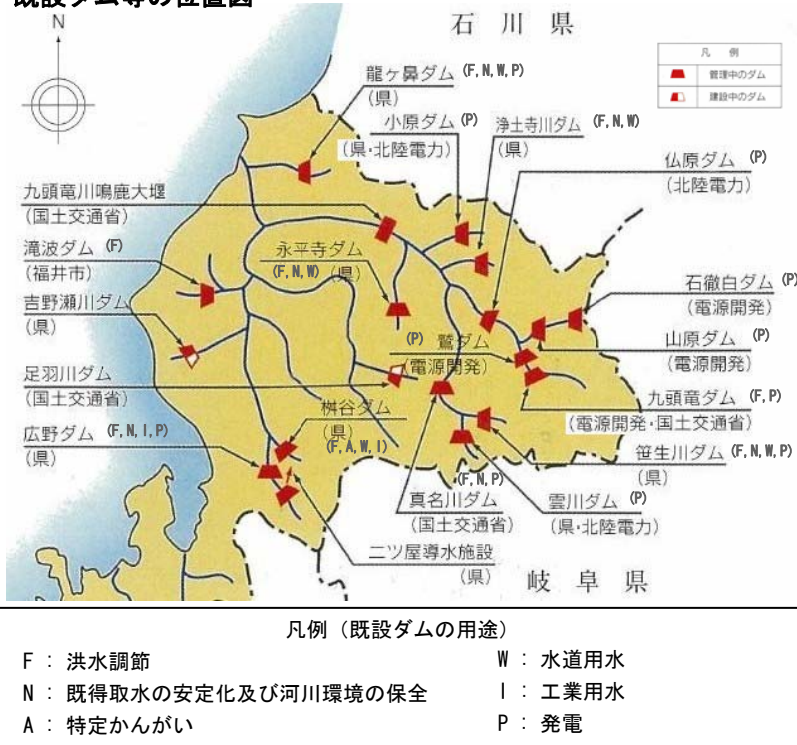 既設ダム等の位置図
N
石川県
凡例
管理中のダム
建設中のダム
龍ヶ鼻ダム (F,N,W,P)
(県)
小原ダム (P)
(県・北陸電力)
浄土寺川ダム (F,N,W)
(県)
仏原ダム (P)
(北陸電力)
九頭竜川鳴鹿大堰
(国土交通省)
滝波ダム (F)
(福井市)
永平寺ダム
(F,N,W) (県)
吉野瀬川ダム
(県)
石徹白ダム (P)
(電源開発)
(P) 鷲ダム
(電源開発)
山原ダム (P)
(電源開発)
足羽川ダム
(国土交通省)
九頭竜ダム (F,P)
(電源開発・国土交通省)
桝谷ダム
(県)
(F,A,W,I)
広野ダム (F,N,I,P)
(県)
笹生川ダム (F,N,W,P)
(県)
(F,N,P)
真名川ダム
(国土交通省)
雲川ダム (P)
(県・北陸電力)
二ツ屋導水施設
(県)
岐阜県
凡例（既設ダムの用途）
F : 洪水調節
W : 水道用水
N : 既得取水の安定化及び河川環境の保全
I : 工業用水
A : 特定かんがい
P : 発電